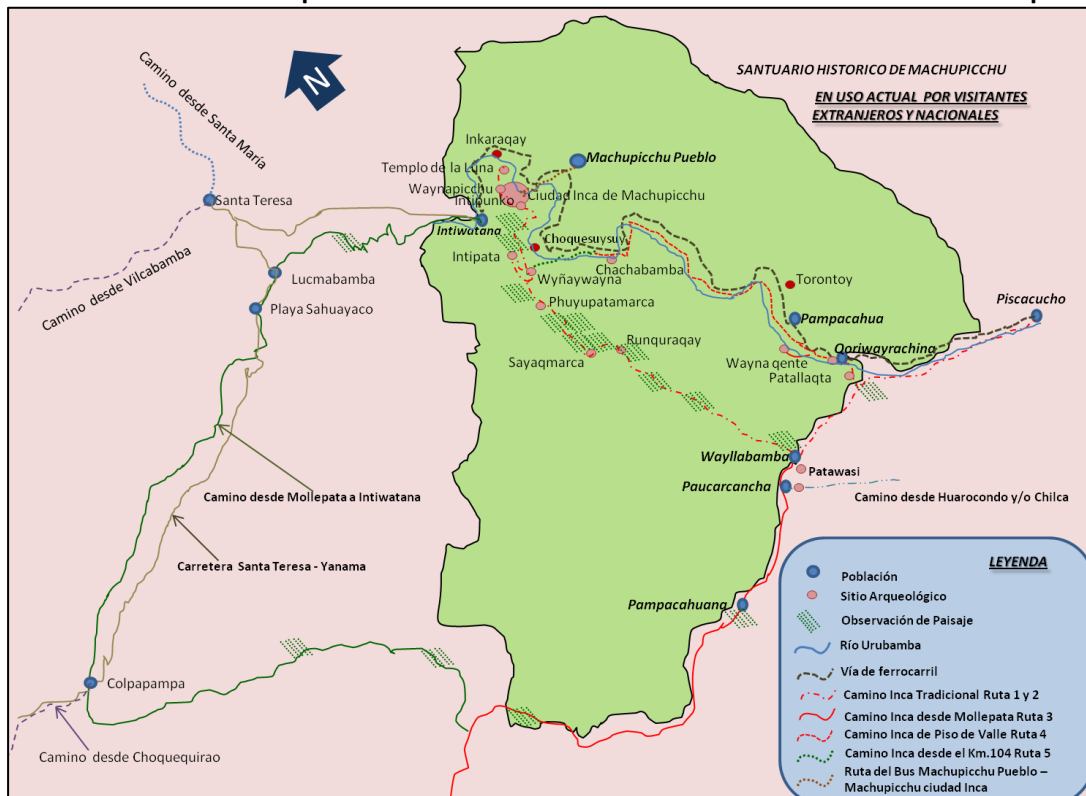 SANTUARIO HISTORICO DE MACHUPICCHU
EN USO ACTUAL POR VISITANTES
EXTRANJEROS Y NACIONALES
N
Camino desde Santa María
Camino desde Vilcabamba
Santa Teresa
Lucmabamba
Playa Sahuayaco
Inkaraqay
Templo de la Luna
Machupicchu Pueblo
Waynapicchu
Ciudad Inca de Machupicchu
Intipunko
Intiwatana
Choquesuysuy
Intipata
Chachabamba
Wyñaywayna
Torontoy
Phuyupatamarca
Pampacahua
Piscacucho
Sayaqmarca
Runquraqay
Qoriwayrachina
Wayna qente
Patallaqta
Wayllabamba
Patawasi
Paucarcancha
Camino desde Huarocondo y/o Chilca
Camino desde Mollepata a Intiwatana
Carretera Santa Teresa - Yanama
Pampacahuana
Colpapampa
Camino desde Choquequirao
LEYENDA
Población
Sitio Arqueológico
Observación de Paisaje
Río Urubamba
Vía de ferrocarril
Camino Inca Tradicional Ruta 1 y 2
Camino Inca desde Mollepata Ruta 3
Camino Inca de Piso de Valle Ruta 4
Camino Inca desde el Km.104 Ruta 5
Ruta del Bus Machupicchu Pueblo –
Machupicchu ciudad Inca